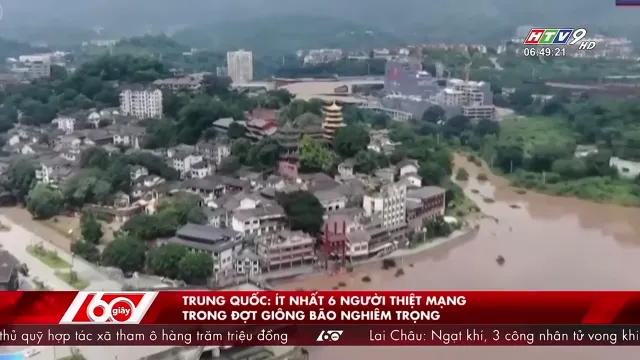 HTV9 HD
06:49:21
60 giây
TRUNG QUỐC: ÍT NHẤT 6 NGƯỜI THIỆT MẠNG
TRONG ĐỢT GIÔNG BÃO NGHIÊM TRỌNG
thủ quỹ hợp tác xã tham ô hàng trăm triệu đồng Lai Châu: Ngạt khí, 3 công nhân tử vong